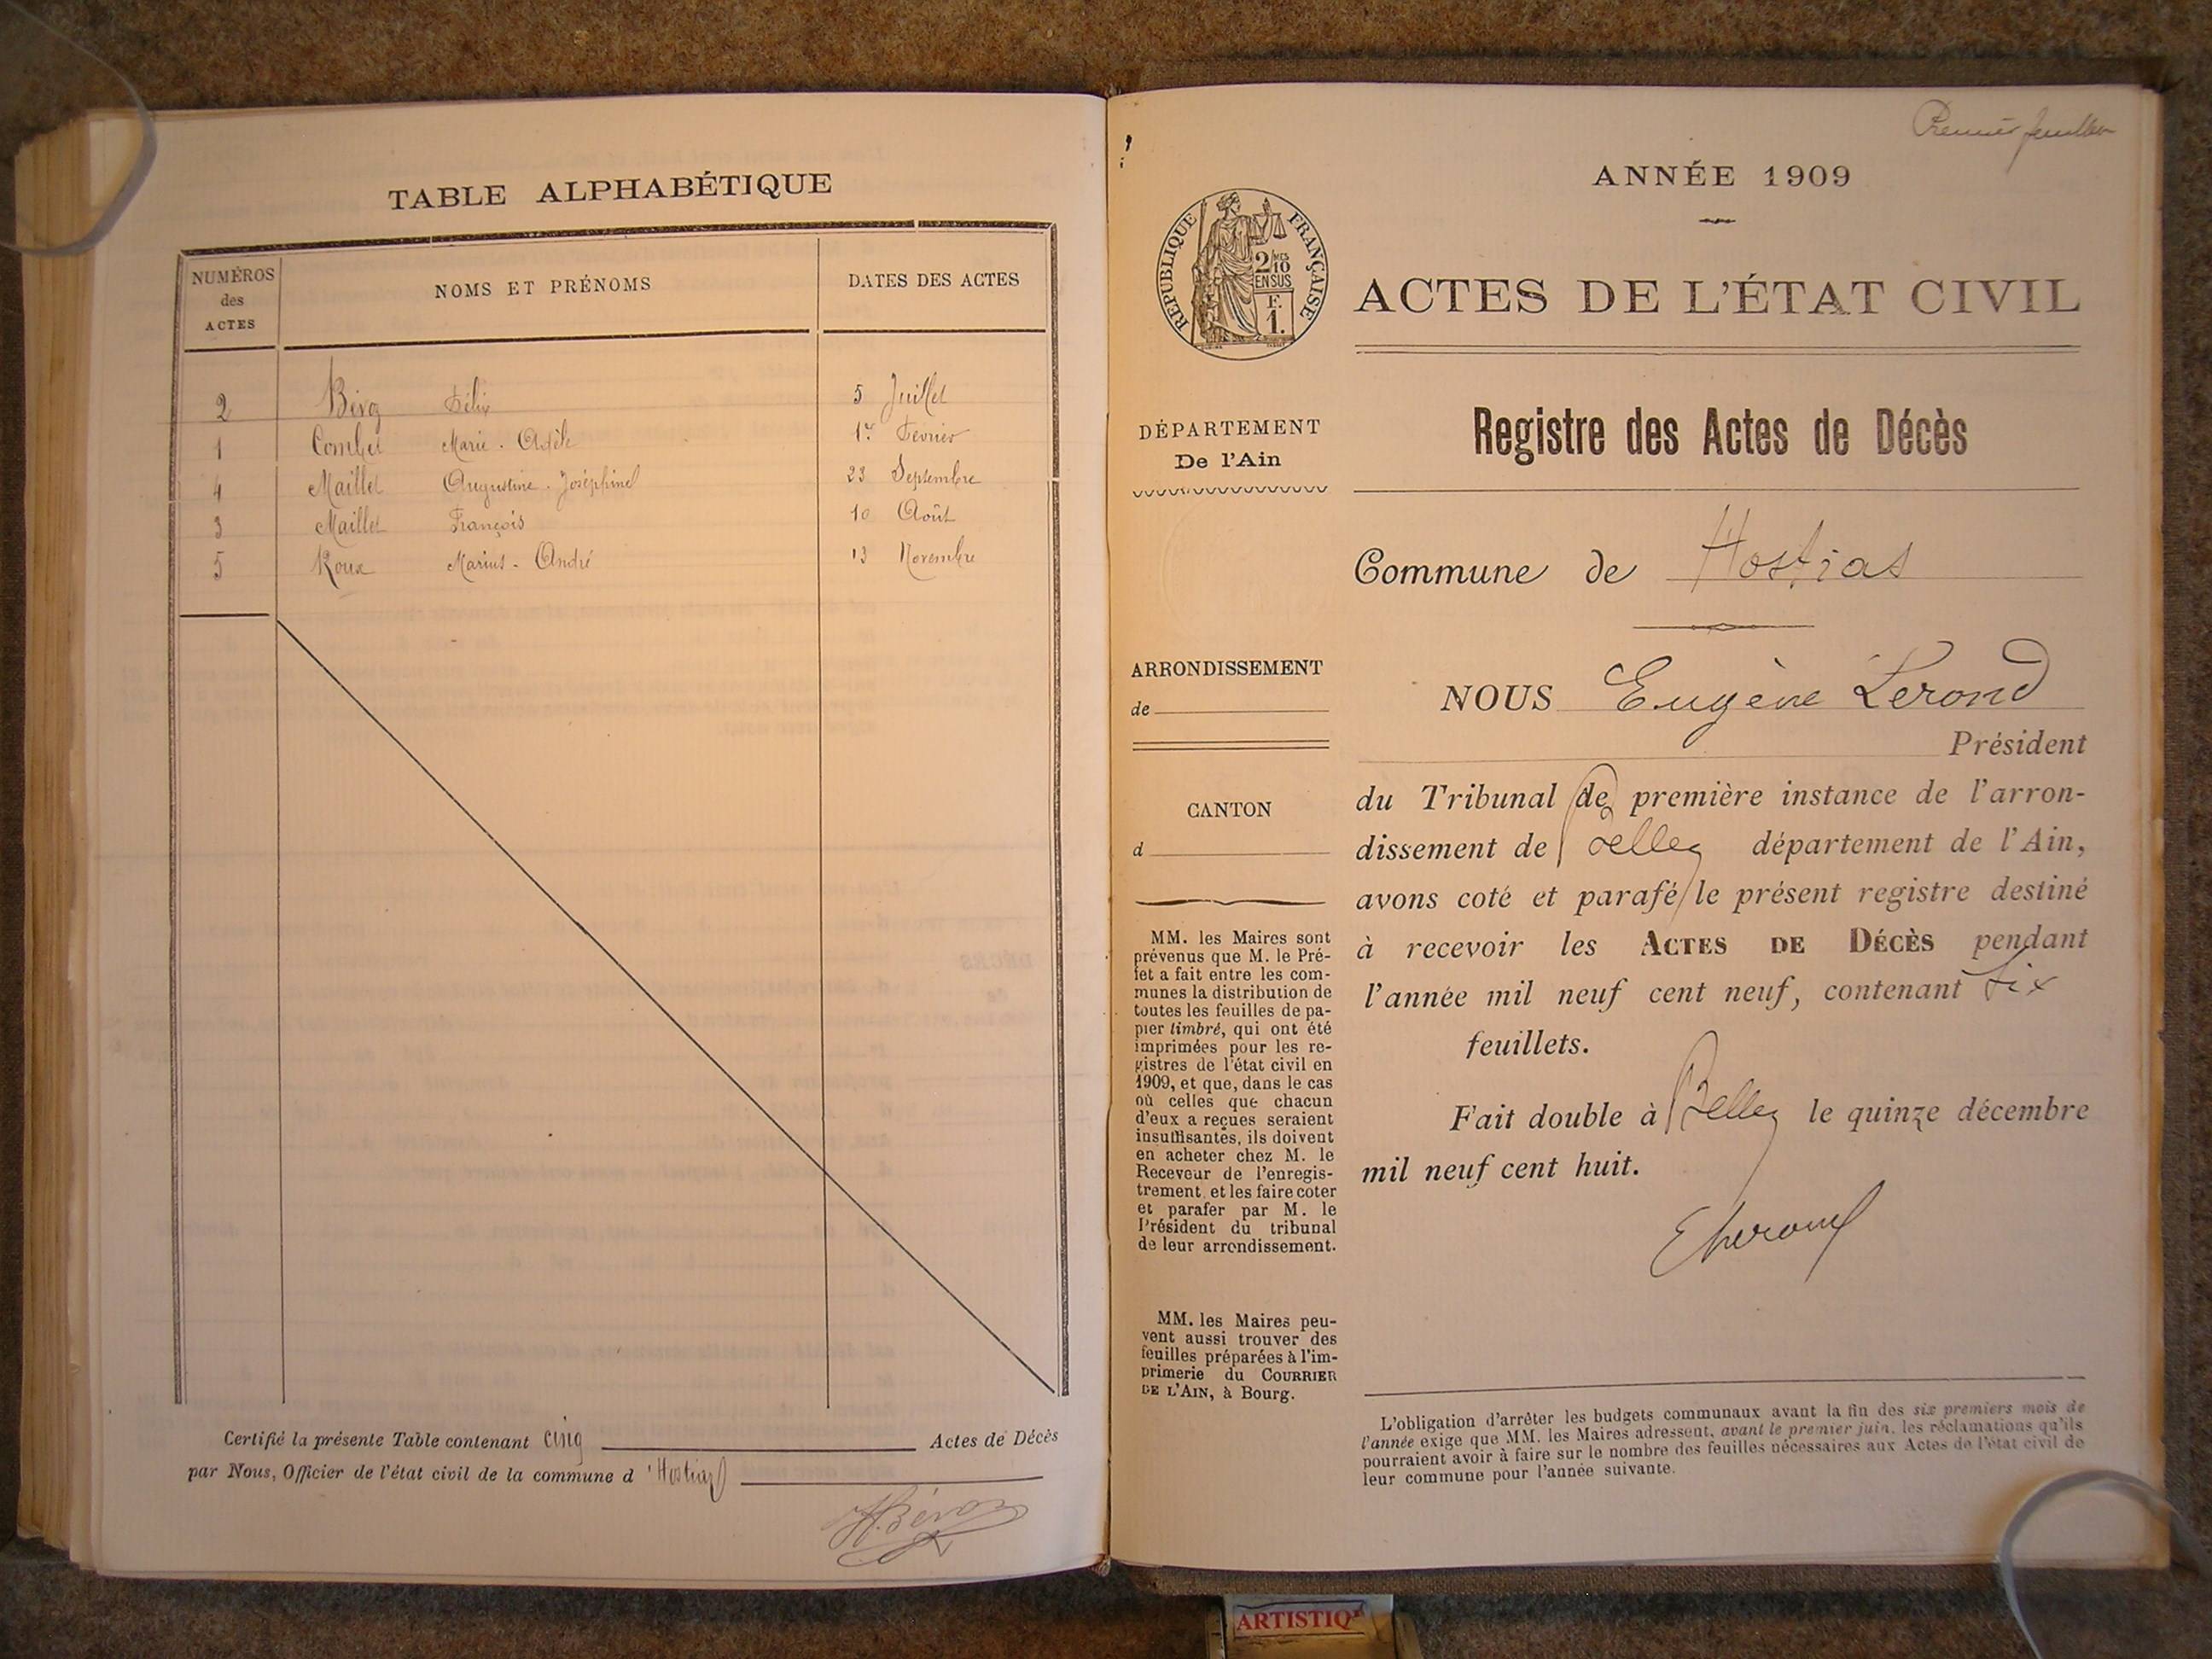 TABLE ALPHABÉTIQUE
NUMÉROS des ACTES NOMS ET PRÉNOMS DATES DES ACTES
2 Félix 5 Juillet
1 Combet Marie-Adèle 1er Février
4 Maillet Augustine-Joséphine 23 Septembre
3 Maillet François 10 Août
5 Roux Marius-André 13 Novembre
Certifié la présente Table contenant cinq Actes de Décès
par Nous, Officier de l'état civil de la commune d'Hostias
Premier feuillet
ANNÉE 1909
RÉPUBLIQUE FRANÇAISE
2/10 MES
EN SUS
F.
1.
ACTES DE L'ÉTAT CIVIL
DÉPARTEMENT
De l'Ain
Registre des Actes de Décès
Commune de Hostias
ARRONDISSEMENT
de
NOUS Eugène Lerond
Président
CANTON
d
du Tribunal de première instance de l'arron-
dissement de Belley département de l'Ain,
avons coté et parafé le présent registre destiné
à recevoir les ACTES DE DÉCÈS pendant
l'année mil neuf cent neuf, contenant six
feuillets.
Fait double à Belley le quinze décembre
mil neuf cent huit.
ELerond
MM. les Maires sont
prévenus que M. le Pré-
fet a fait entre les com-
munes la distribution de
toutes les feuilles de pa-
pier timbré, qui ont été
imprimées pour les re-
gistres de l'état civil en
1909, et que, dans le cas
où celles que chacun
d'eux a reçues seraient
insuffisantes, ils doivent
en acheter chez M. le
Receveur de l'enregis-
trement, et les faire coter
et parafer par M. le
Président du tribunal
de leur arrondissement.
MM. les Maires peu-
vent aussi trouver des
feuilles préparées à l'im-
primerie du COURRIER
DE L'AIN, à Bourg.
L'obligation d'arrêter les budgets communaux avant la fin des six premiers mois de
l'année exige que MM. les Maires adressent, avant le premier juin, les réclamations qu'ils
pourraient avoir à faire sur le nombre des feuilles nécessaires aux Actes de l'état civil de
leur commune pour l'année suivante.
ARTISTIQ